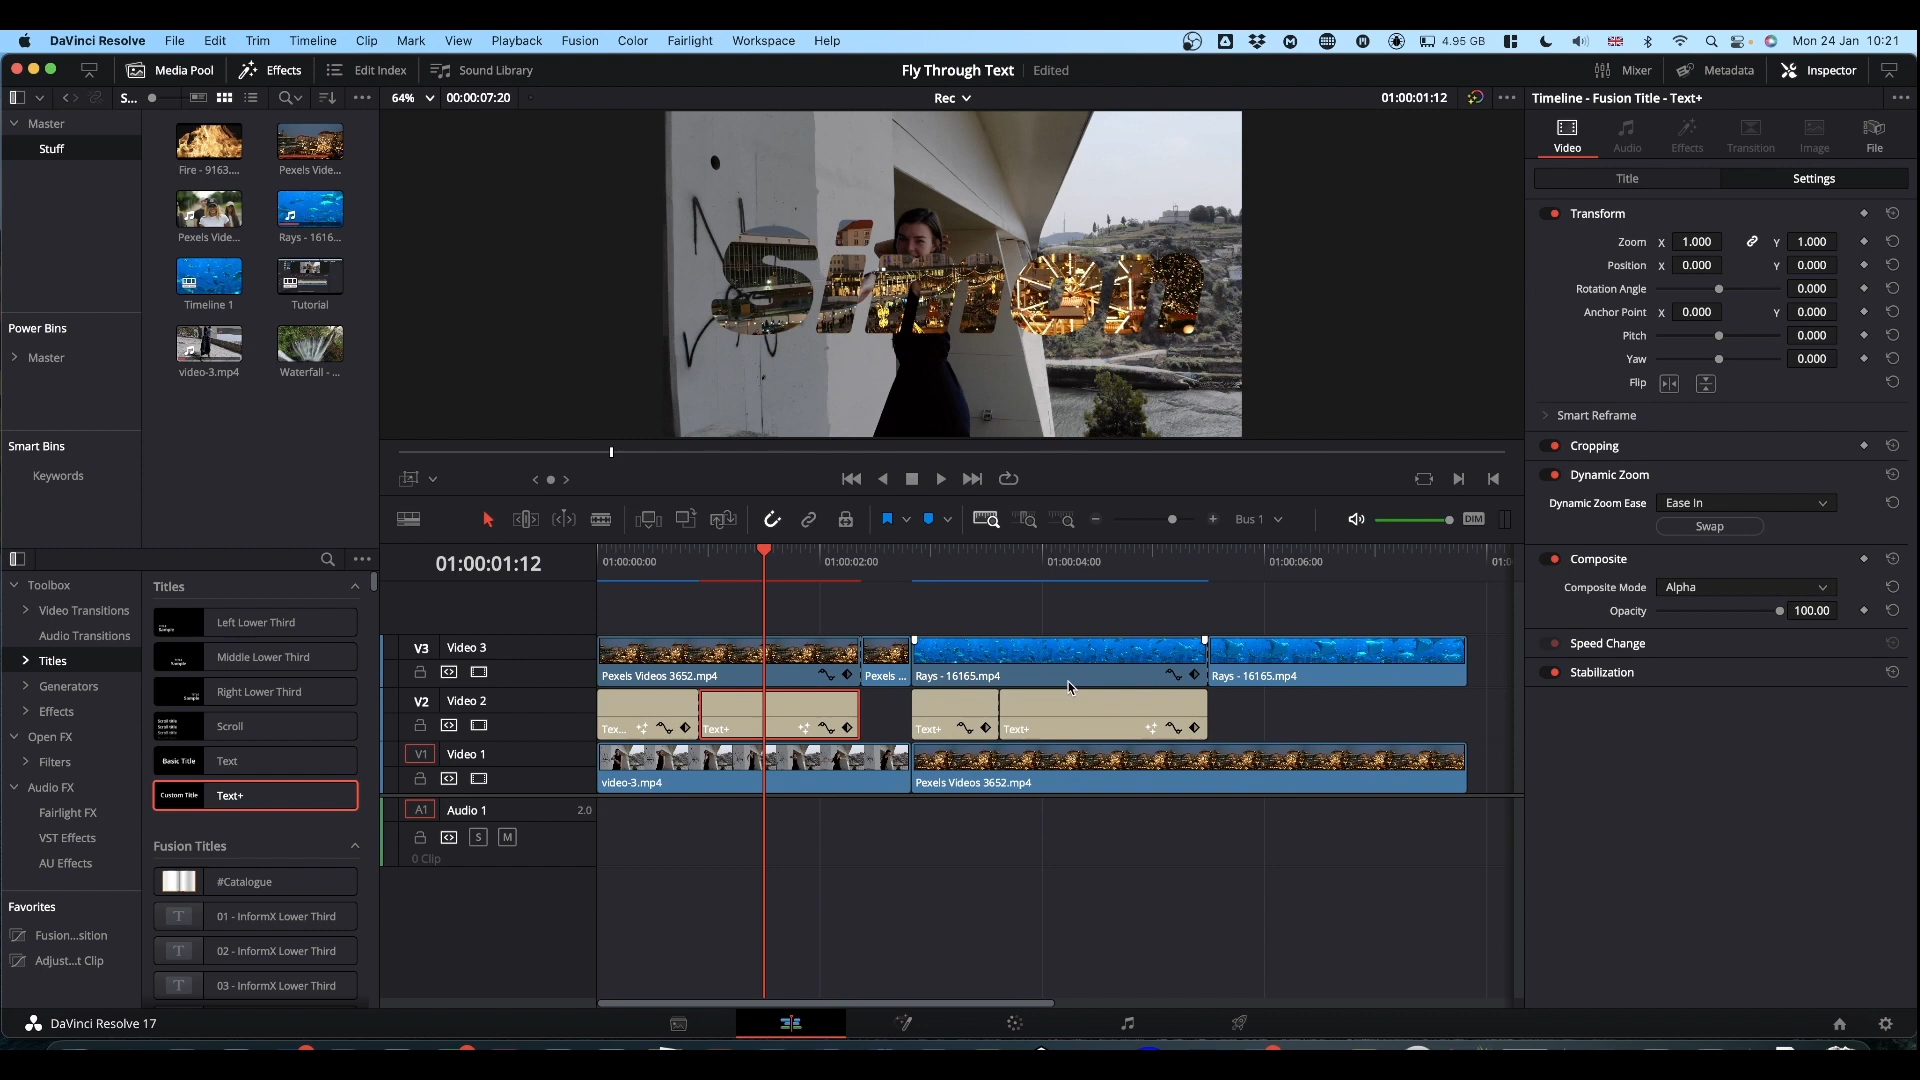 DaVinci Resolve File Edit Trim Timeline Clip Mark View Playback Fusion Color Fairlight Workspace Help 4.95 GB Mon 24 Jan 10:21
Media Pool Effects Edit Index Sound Library Fly Through Text Edited Mixer Metadata Inspector
S... 64% 00:00:07:20 Rec 01:00:01:12 Timeline - Fusion Title - Text+
Master
Stuff
Fire - 9163....
Pexels Vide...
Pexels Vide...
Rays - 1616...
Timeline 1
Tutorial
video-3.mp4
Waterfall - ...
Power Bins
Master
Smart Bins
Keywords
Simon
Video Audio Effects Transition Image File
Title Settings
Transform
Zoom X 1.000 Y 1.000
Position X 0.000 Y 0.000
Rotation Angle 0.000
Anchor Point X 0.000 Y 0.000
Pitch 0.000
Yaw 0.000
Flip
Smart Reframe
Cropping
Dynamic Zoom
Dynamic Zoom Ease Ease In
Swap
Composite
Composite Mode Alpha
Opacity 100.00
Speed Change
Stabilization
Bus 1 DIM
Toolbox
Video Transitions
Audio Transitions
Titles
Generators
Effects
Open FX
Filters
Audio FX
Fairlight FX
VST Effects
AU Effects
Favorites
Fusion...sition
Adjust...t Clip
Titles
Left Lower Third
Middle Lower Third
Right Lower Third
Scroll
Basic Title Text
Custom Title Text+
Fusion Titles
#Catalogue
T 01 - InformX Lower Third
T 02 - InformX Lower Third
T 03 - InformX Lower Third
01:00:01:12 01:00:00:00 01:00:02:00 01:00:04:00 01:00:06:00 01:0
V3 Video 3
Pexels Videos 3652.mp4 Pexels ... Rays - 16165.mp4 Rays - 16165.mp4
V2 Video 2
Tex... Text+ Text+ Text+
V1 Video 1
video-3.mp4 Pexels Videos 3652.mp4
A1 Audio 1 2.0
S M
0 Clip
DaVinci Resolve 17